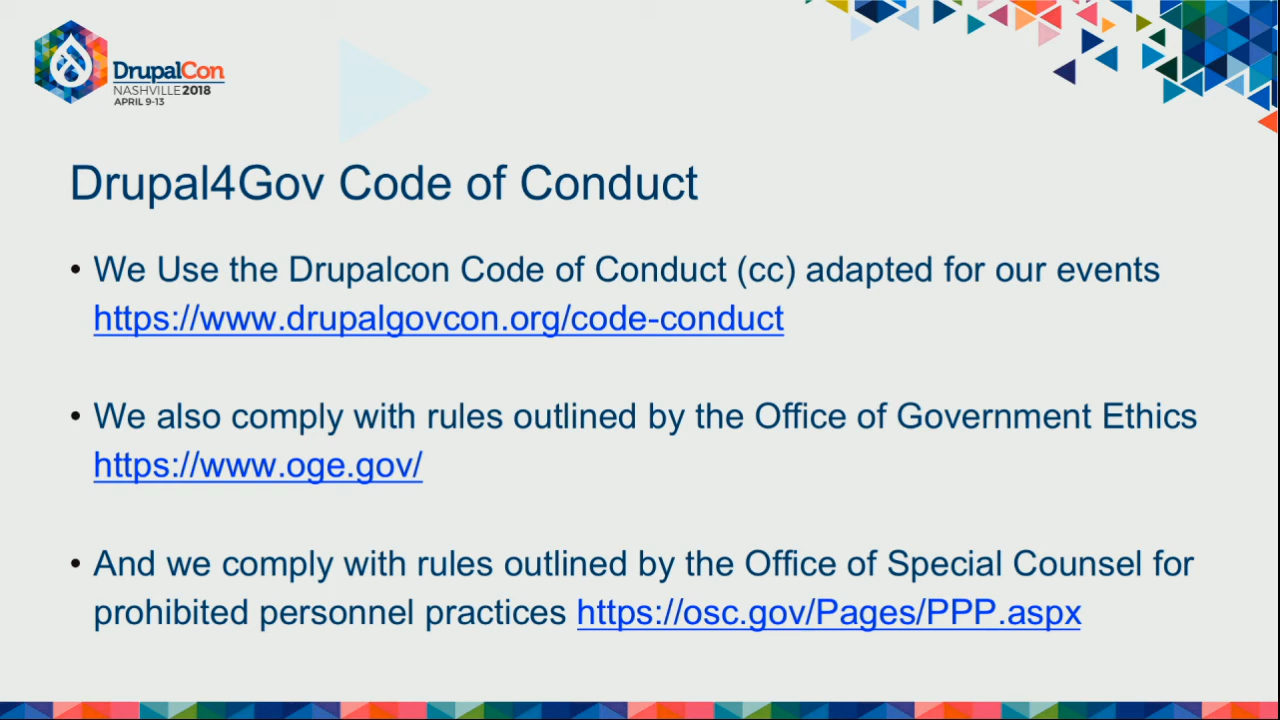 DrupalCon
NASHVILLE 2018
APRIL 9-13
Drupal4Gov Code of Conduct
• We Use the Drupalcon Code of Conduct (cc) adapted for our events
https://www.drupalgovcon.org/code-conduct
• We also comply with rules outlined by the Office of Government Ethics
https://www.oge.gov/
• And we comply with rules outlined by the Office of Special Counsel for
prohibited personnel practices https://osc.gov/Pages/PPP.aspx